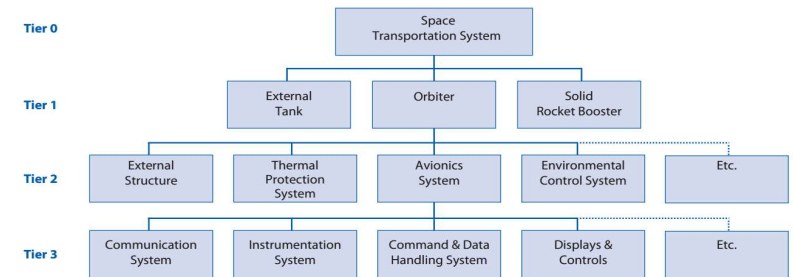 Tier 0
Space
Transportation System
Tier 1
External
Tank
Orbiter
Solid
Rocket Booster
Tier 2
External
Structure
Thermal
Protection
System
Avionics
System
Environmental
Control System
Etc.
Tier 3
Communication
System
Instrumentation
System
Command & Data
Handling System
Displays &
Controls
Etc.